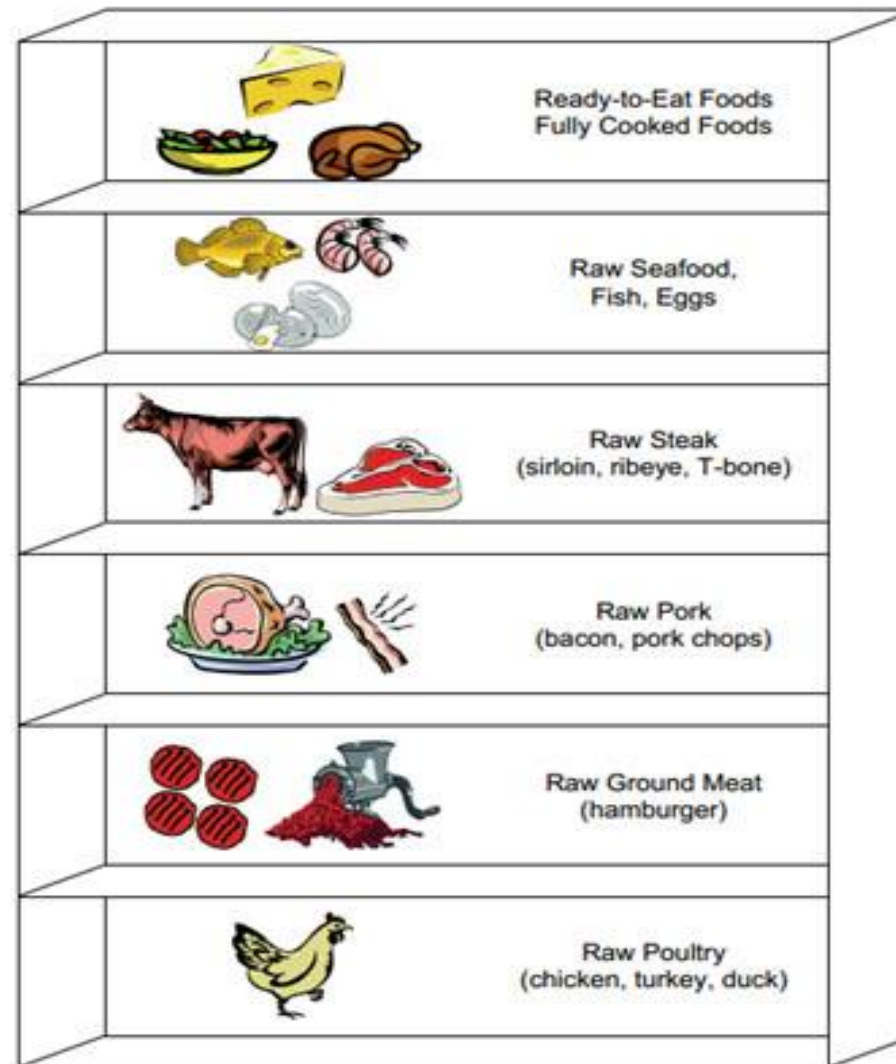 Ready-to-Eat Foods
Fully Cooked Foods
Raw Seafood,
Fish, Eggs
Raw Steak
(sirloin, ribeye, T-bone)
Raw Pork
(bacon, pork chops)
Raw Ground Meat
(hamburger)
Raw Poultry
(chicken, turkey, duck)